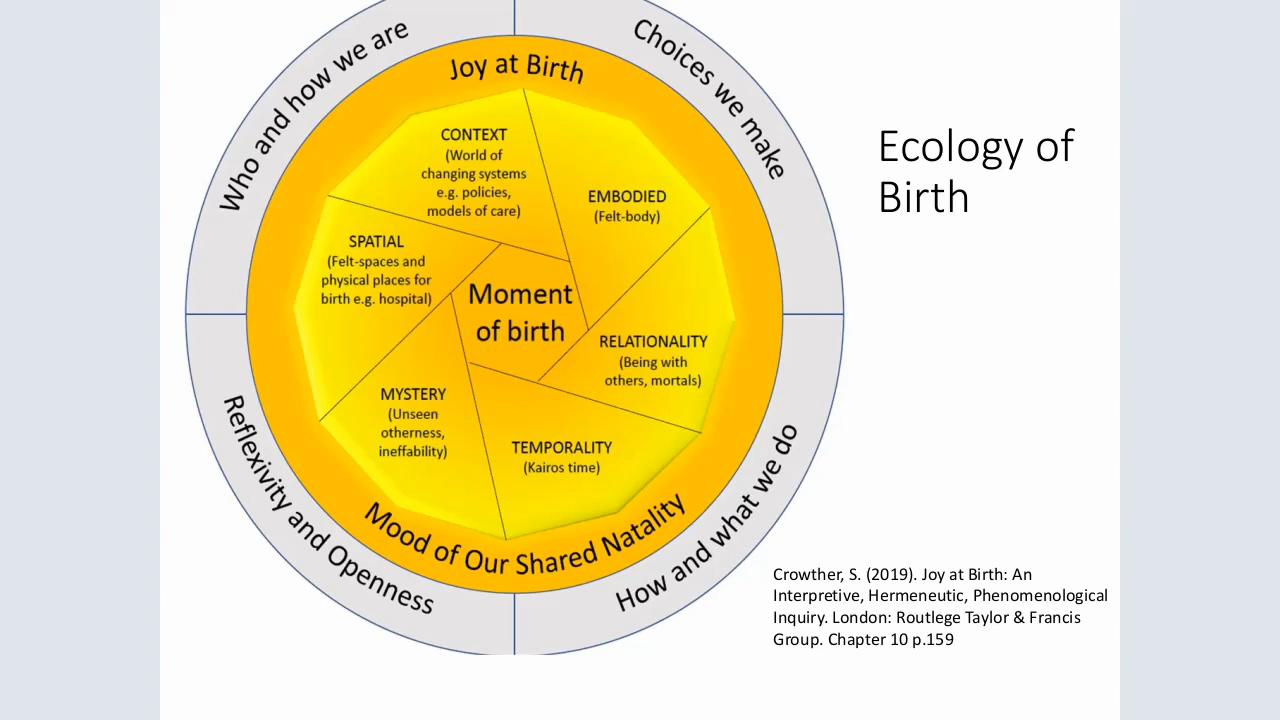 Who and how we are
Choices we make
Joy at Birth
CONTEXT
(World of
changing systems
e.g. policies,
models of care)
EMBODIED
(Felt-body)
SPATIAL
(Felt-spaces and
physical places for
birth e.g. hospital)
Moment
of birth
RELATIONALITY
(Being with
others, mortals)
MYSTERY
(Unseen
otherness,
ineffability)
TEMPORALITY
(Kairos time)
Mood of Our Shared Natality
Reflexivity and Openness
How and what we do
Ecology of
Birth
Crowther, S. (2019). Joy at Birth: An
Interpretive, Hermeneutic, Phenomenological
Inquiry. London: Routlege Taylor & Francis
Group. Chapter 10 p.159